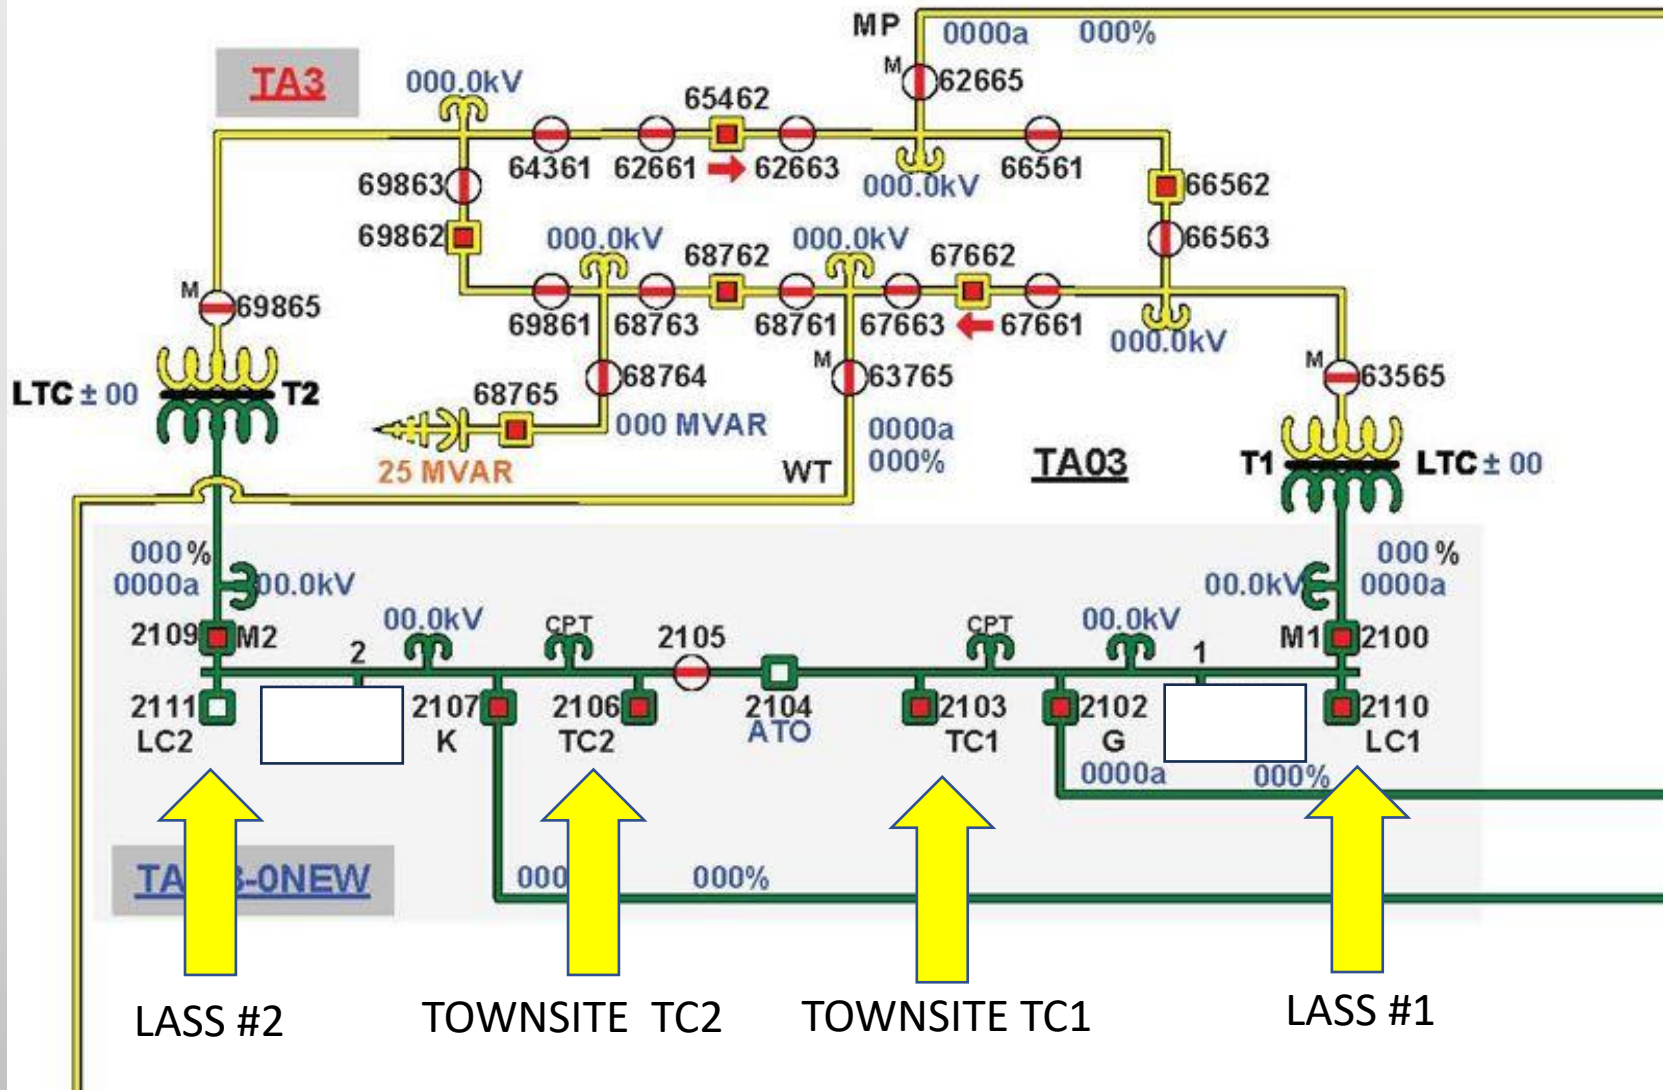 MP
0000a 000%
TA3
000.0kV
M
62665
65462
64361
62661
62663
66561
000.0kV
69863
66562
69862
66563
000.0kV
68762
000.0kV
67662
M
69865
69861
68763
68761
67663
67661
000.0kV
LTC ± 00
T2
68765
68764
M
63765
M
63565
000 MVAR
0000a
000%
25 MVAR
WT
TA03
T1
LTC ± 00
000 %
0000a
00.0kV
000 %
00.0kV
0000a
2109
M2
2
00.0kV
CPT
2105
CPT
00.0kV
1
M1
2100
2111
LC2
2107
K
2106
TC2
2104
ATO
2103
TC1
2102
G
2110
LC1
0000a
000%
000
000%
LASS #2
TOWNSITE TC2
TOWNSITE TC1
LASS #1